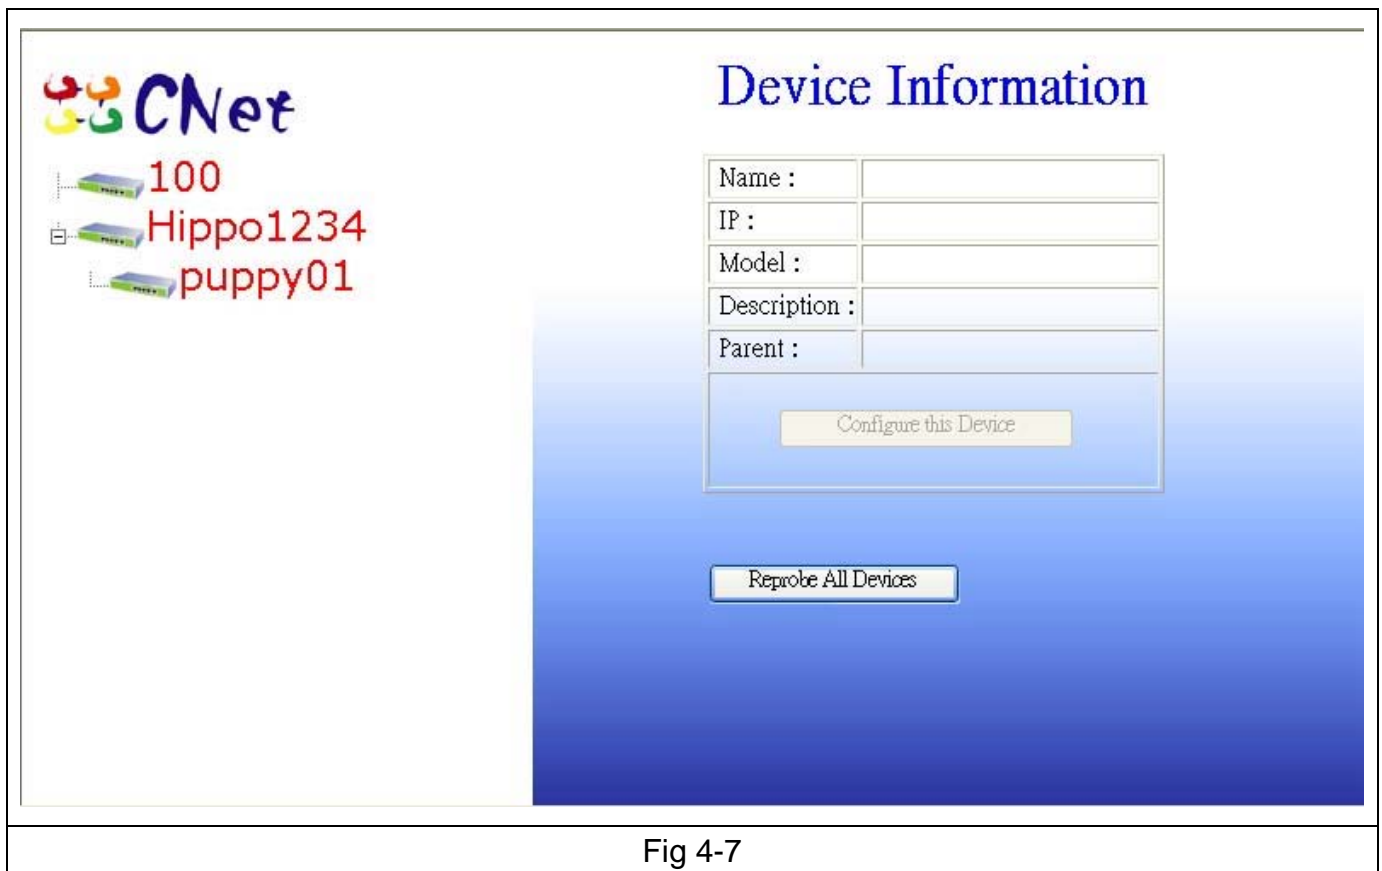 CNet
100
Hippo1234
puppy01
Device Information
Name :
IP :
Model :
Description :
Parent :
Configure this Device
Reprobe All Devices
Fig 4-7